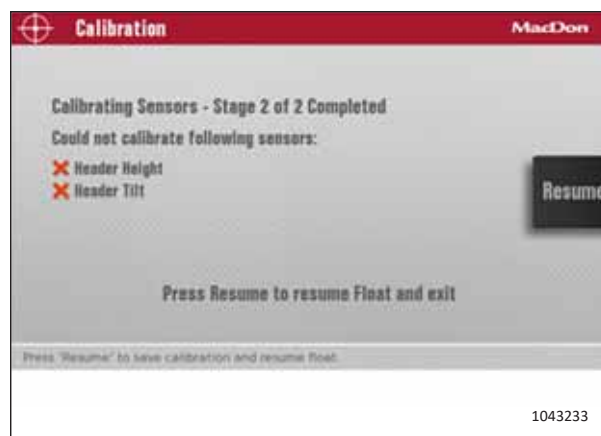 Calibration
MacDon
Calibrating Sensors - Stage 2 of 2 Completed
Could not calibrate following sensors:
Header Height
Header Tilt
Resume
Press Resume to resume Float and exit
Press 'Resume' to save calibration and resume float.
1043233